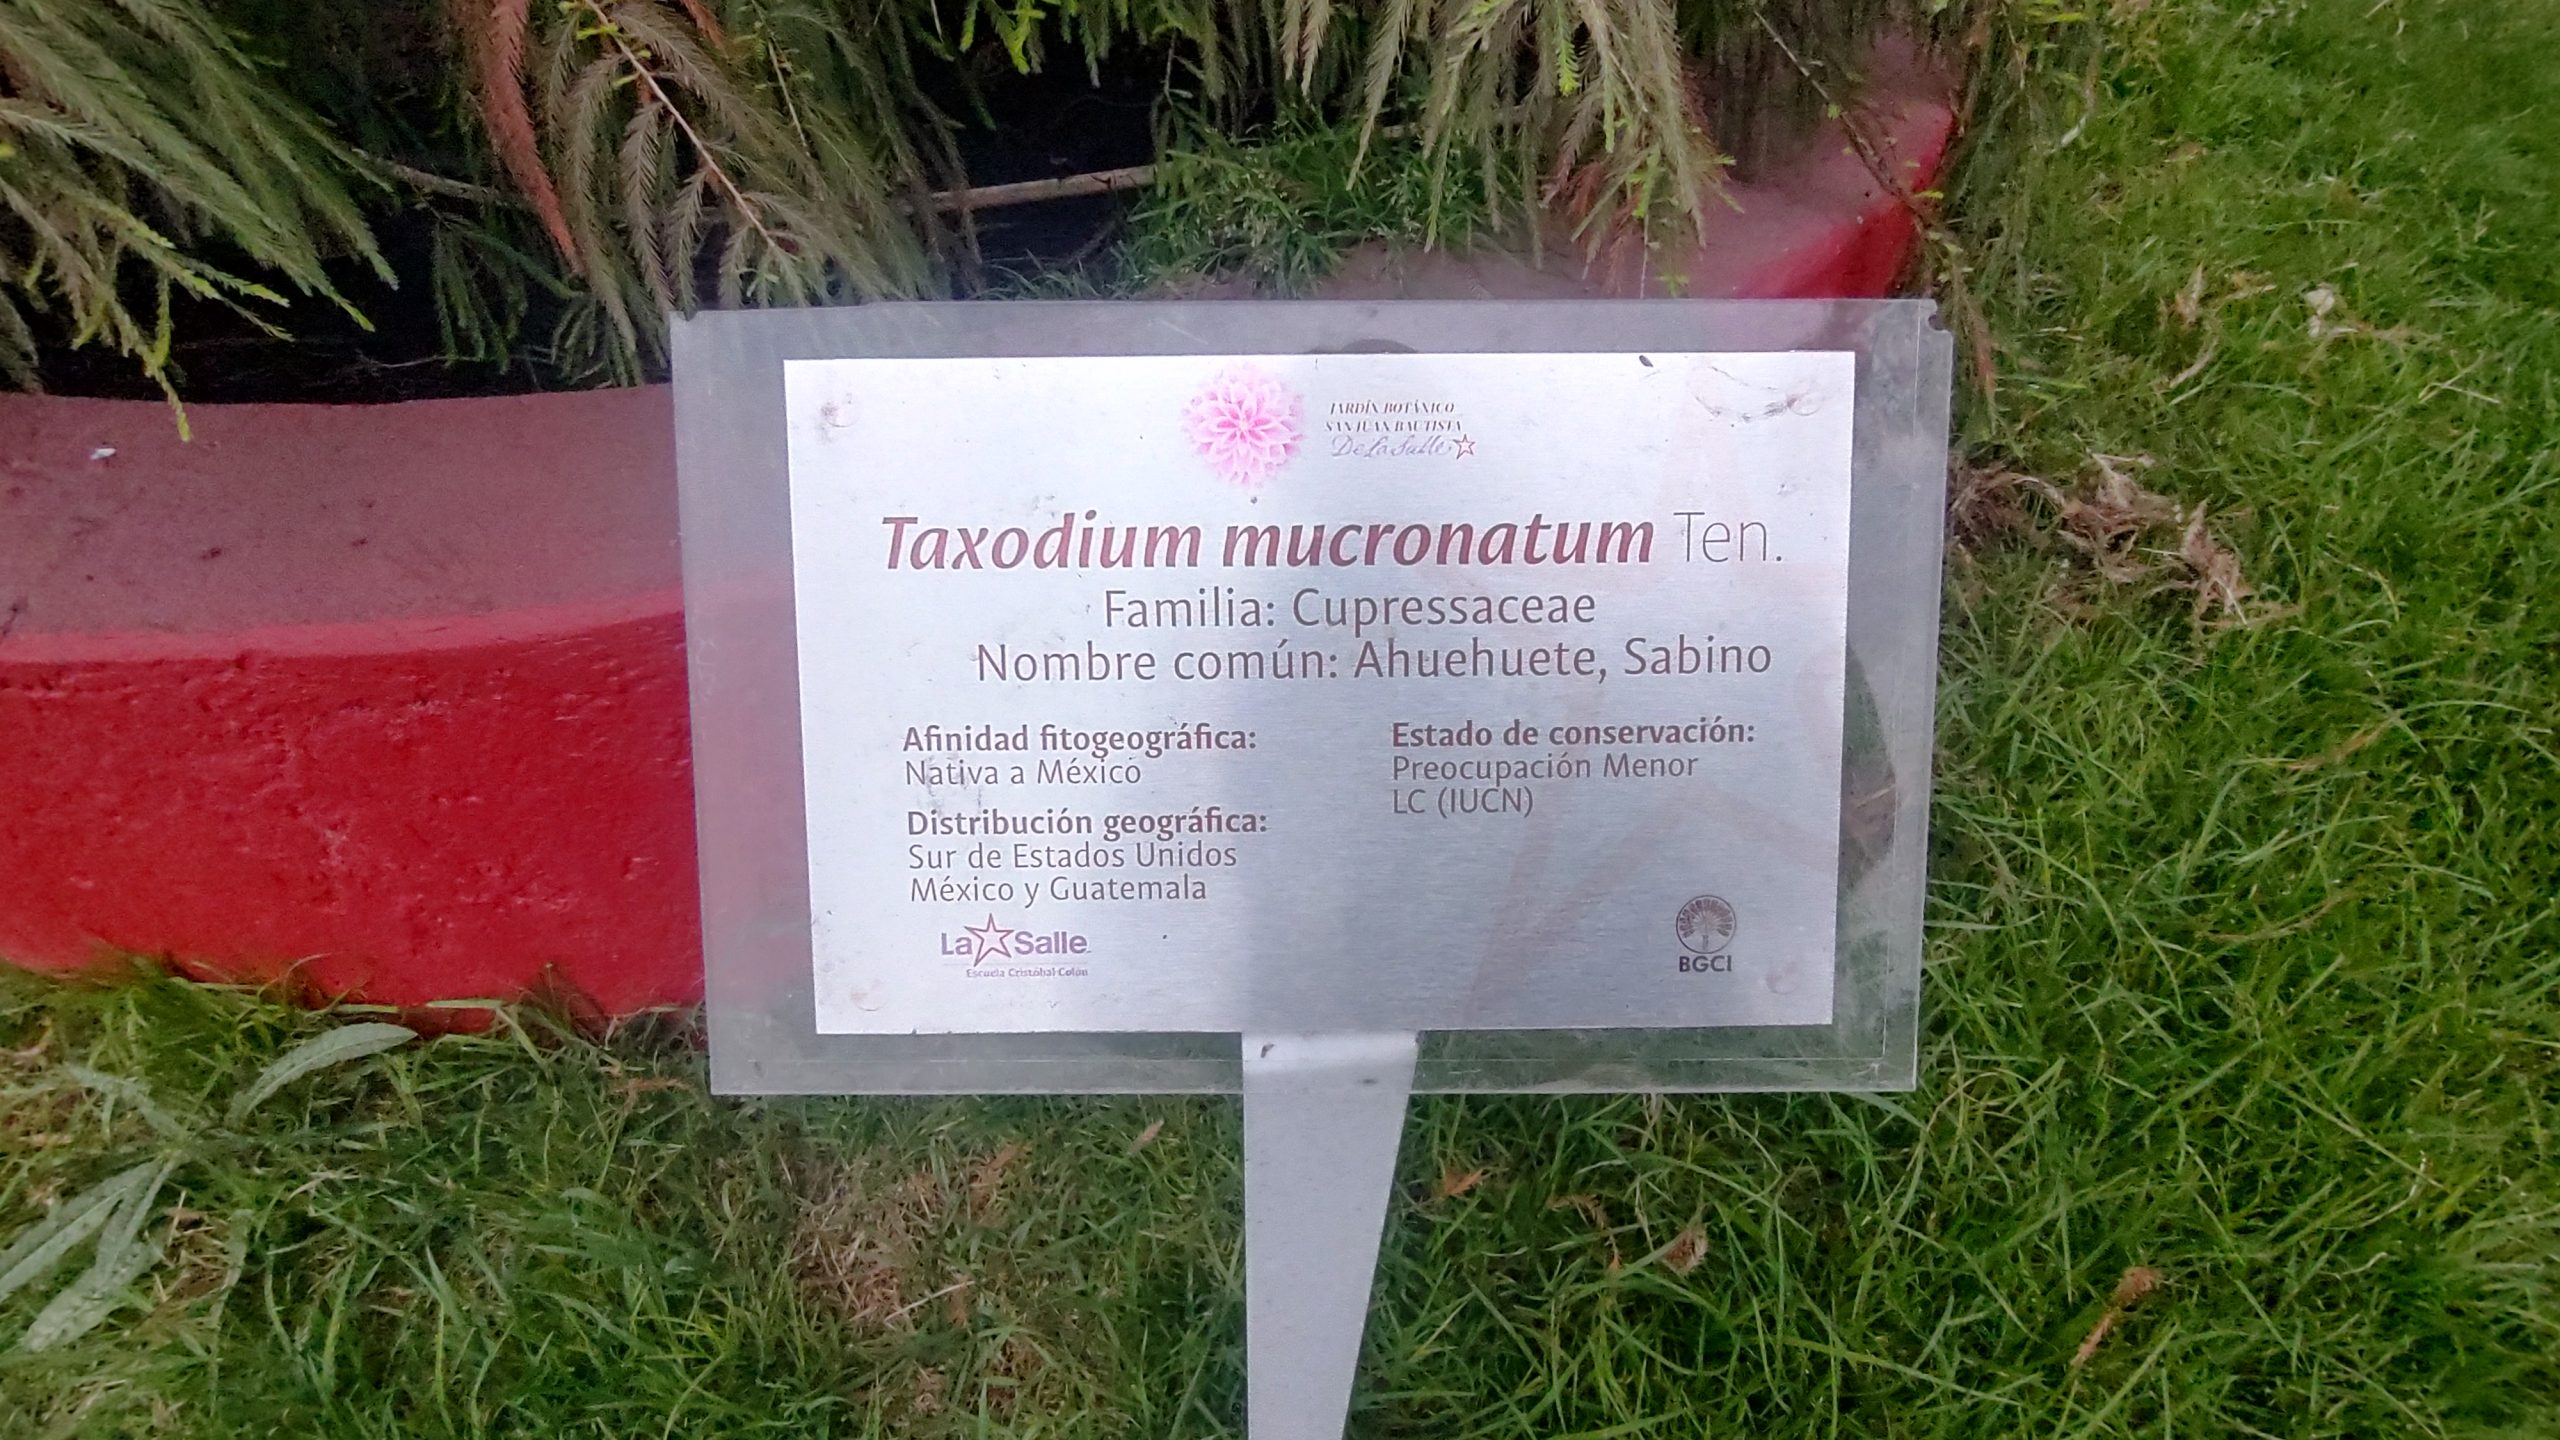 JARDÍN BOTÁNICO
SAN JUAN BAUTISTA
De La Salle
Taxodium mucronatum Ten.
Familia: Cupressaceae
Nombre común: Ahuehuete, Sabino
Afinidad fitogeográfica:
Nativa a México
Distribución geográfica:
Sur de Estados Unidos
México y Guatemala
Estado de conservación:
Preocupación Menor
LC (IUCN)
La Salle
Escuela Cristóbal Colón
BGCI